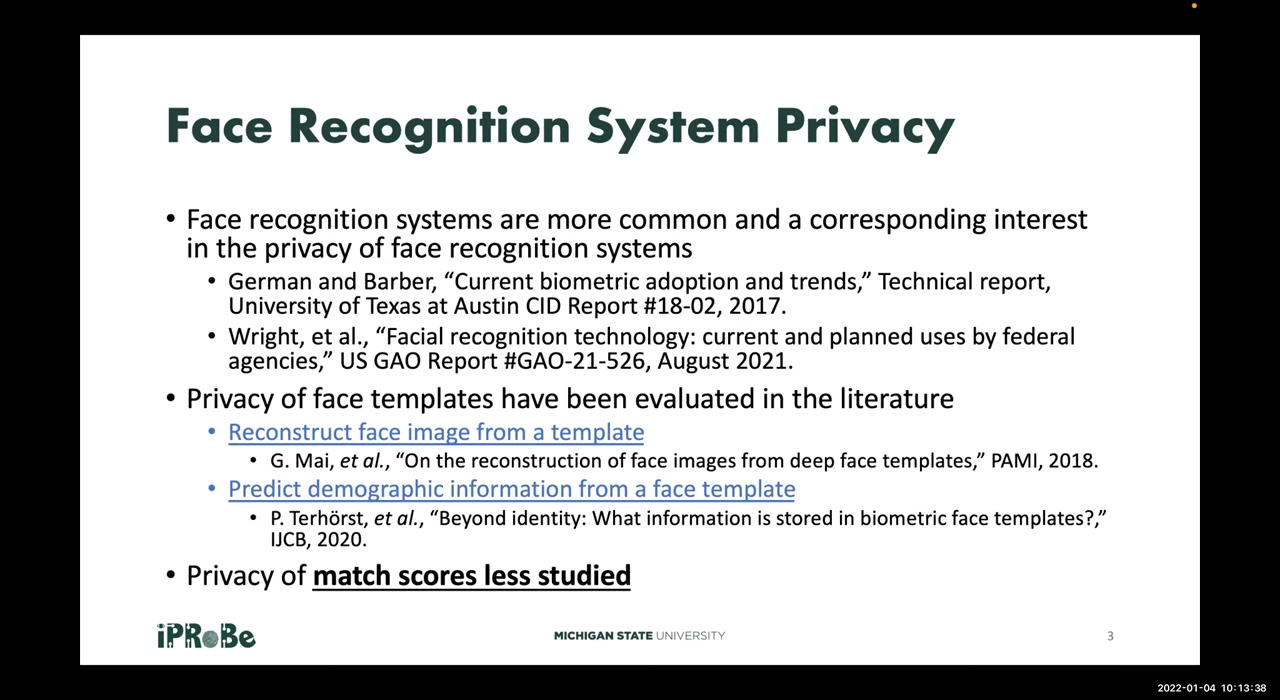 Face Recognition System Privacy
• Face recognition systems are more common and a corresponding interest
in the privacy of face recognition systems
• German and Barber, “Current biometric adoption and trends,” Technical report,
University of Texas at Austin CID Report #18-02, 2017.
• Wright, et al., “Facial recognition technology: current and planned uses by federal
agencies,” US GAO Report #GAO-21-526, August 2021.
• Privacy of face templates have been evaluated in the literature
• Reconstruct face image from a template
• G. Mai, et al., “On the reconstruction of face images from deep face templates,” PAMI, 2018.
• Predict demographic information from a face template
• P. Terhörst, et al., “Beyond identity: What information is stored in biometric face templates?,”
IJCB, 2020.
• Privacy of match scores less studied
iPRoBe
MICHIGAN STATE UNIVERSITY
3
2022-01-04 10:13:38